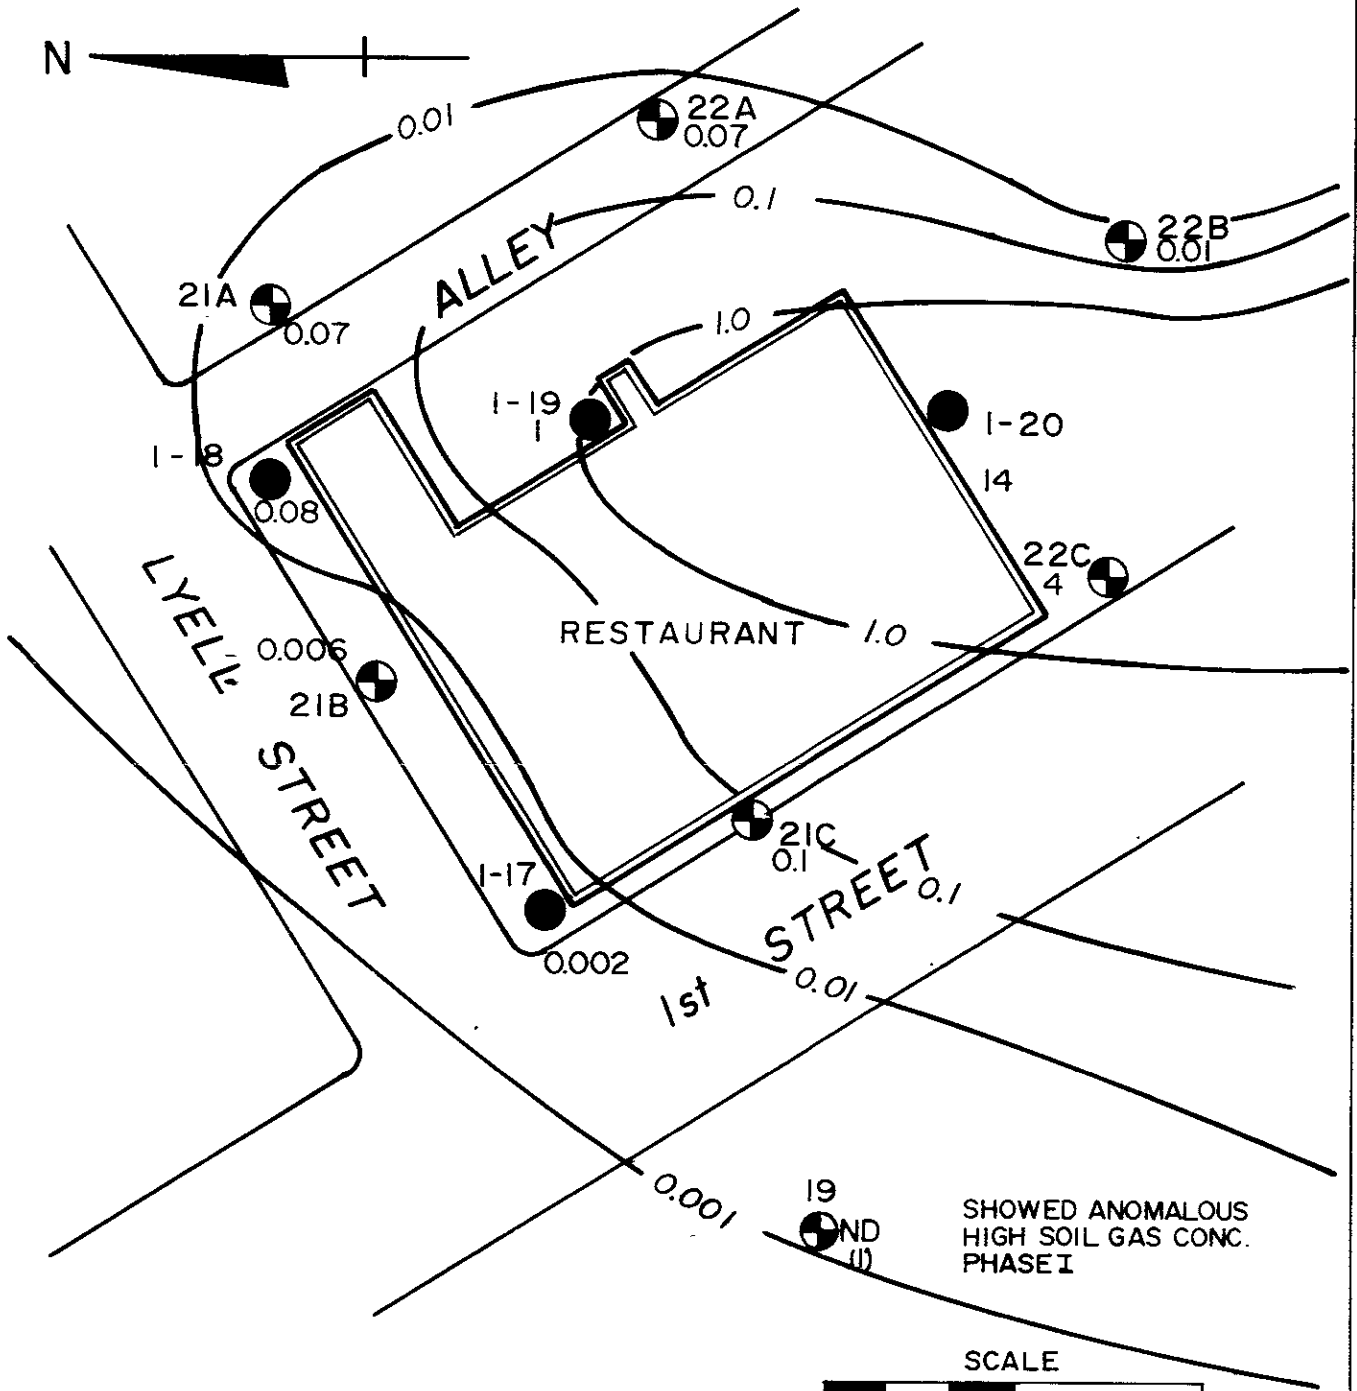 N
0.01
22A
0.07
0.1
22B
0.01
ALLEY
21A
0.07
1.0
1-19
1
1-20
14
1-18
0.08
22C
4
LYELL STREET
0.006
21B
RESTAURANT
1.0
21C
0.1
0.1
1-17
0.002
1st STREET
0.01
0.001
19
ND
(1)
SHOWED ANOMALOUS
HIGH SOIL GAS CONC.
PHASE I
SCALE